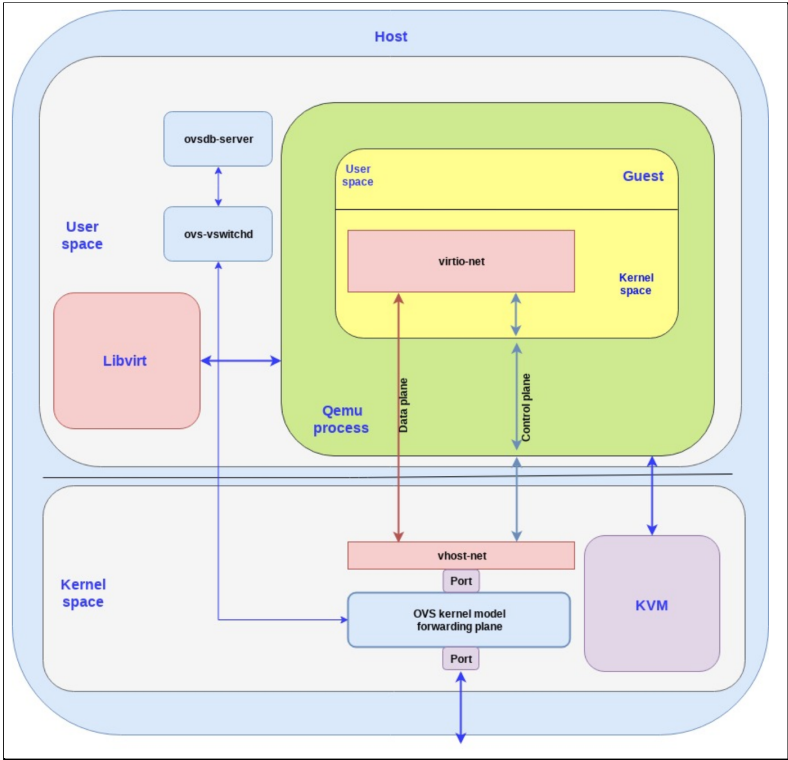 Host
ovsdb-server
User
space
Guest
User
space
ovs-vswitchd
virtio-net
Kernel
space
Libvirt
Data plane
Control plane
Qemu
process
vhost-net
Port
Kernel
space
OVS kernel model
forwarding plane
KVM
Port